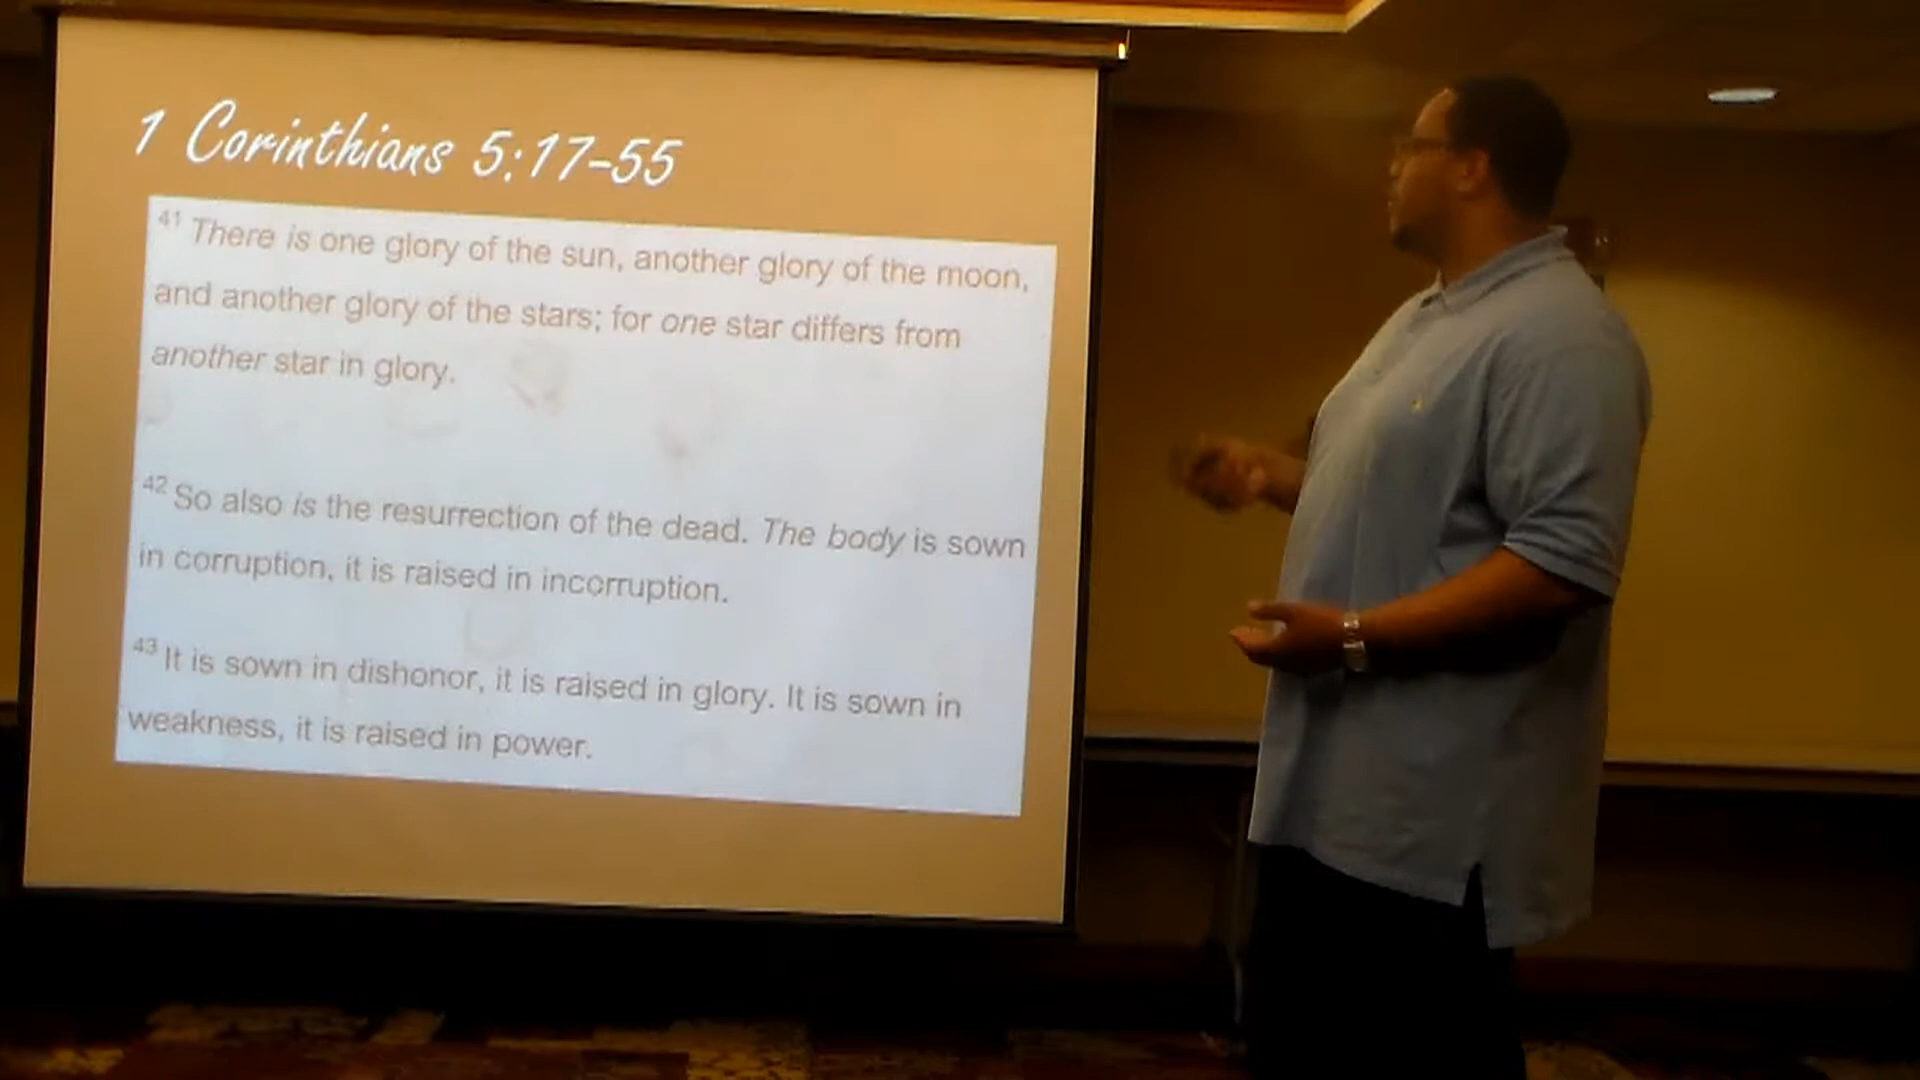 1 Corinthians 5:17-55
41 There is one glory of the sun, another glory of the moon,
and another glory of the stars; for one star differs from
another star in glory.
42 So also is the resurrection of the dead. The body is sown
in corruption, it is raised in incorruption.
43 It is sown in dishonor, it is raised in glory. It is sown in
weakness, it is raised in power.